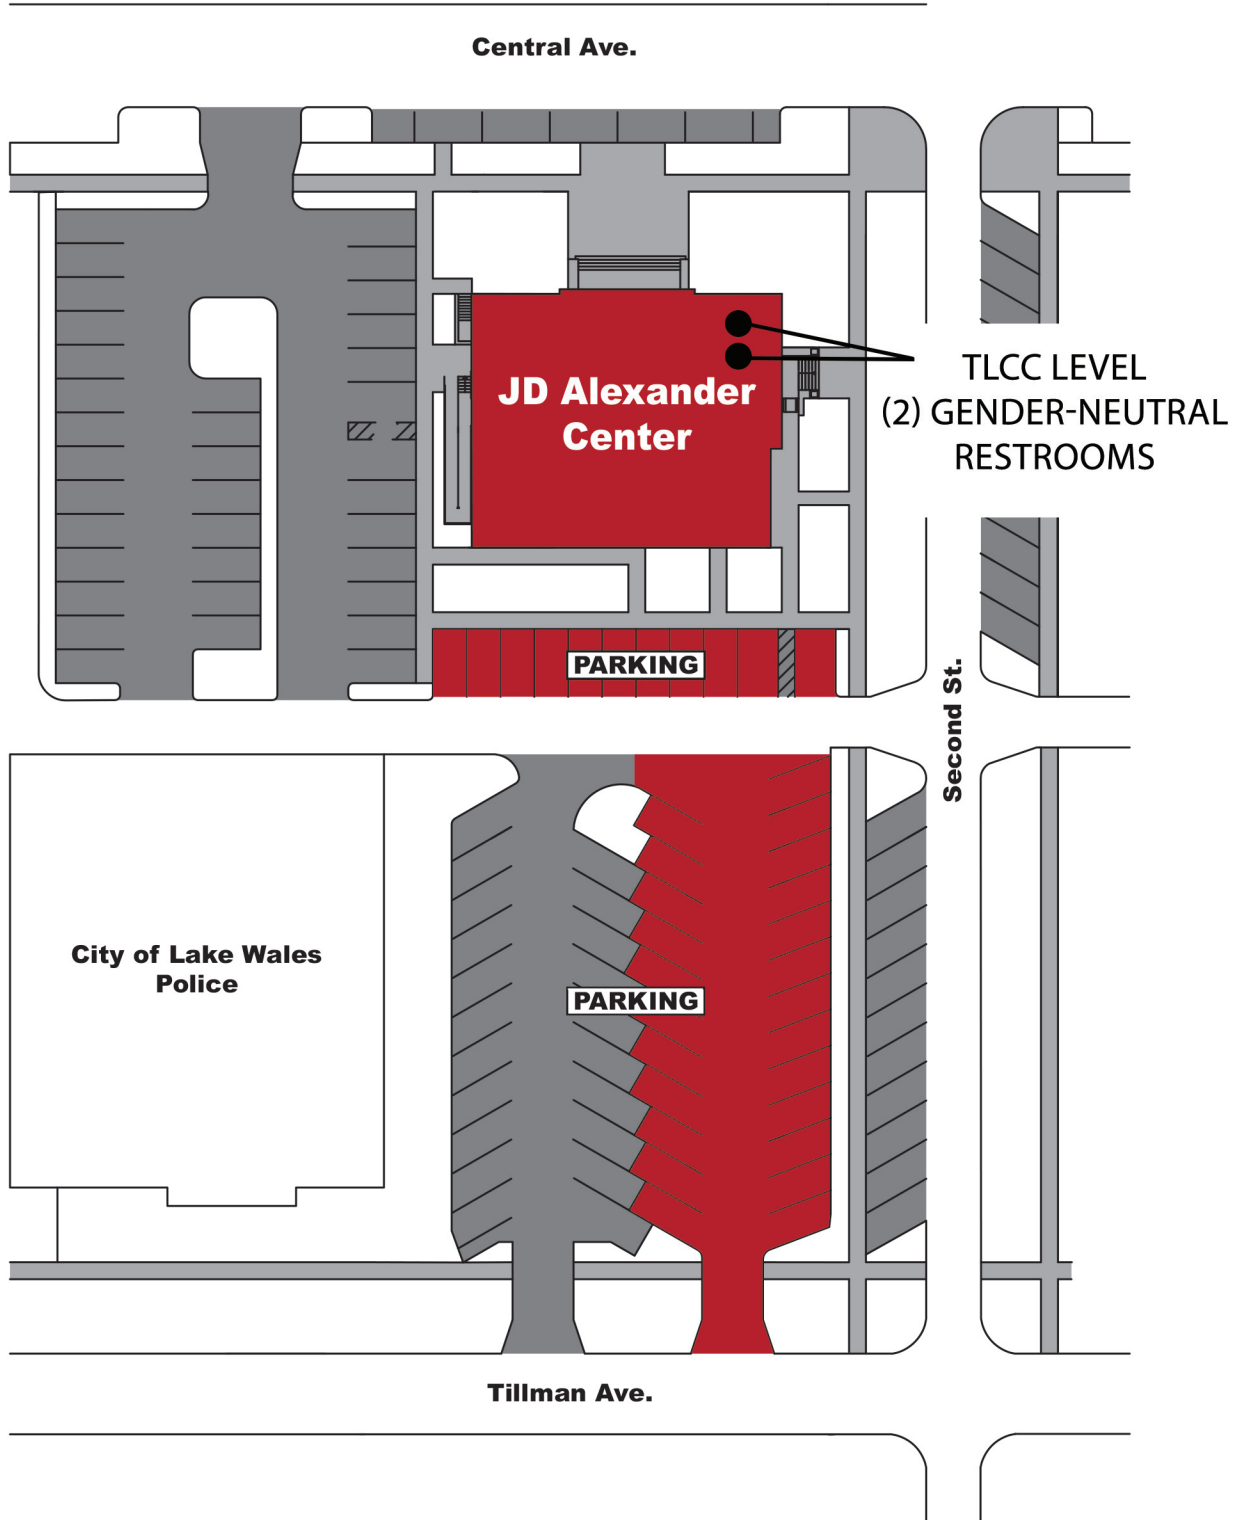 Central Ave.
JD Alexander
Center
TLCC LEVEL
(2) GENDER-NEUTRAL
RESTROOMS
PARKING
Second St.
City of Lake Wales
Police
PARKING
Tillman Ave.